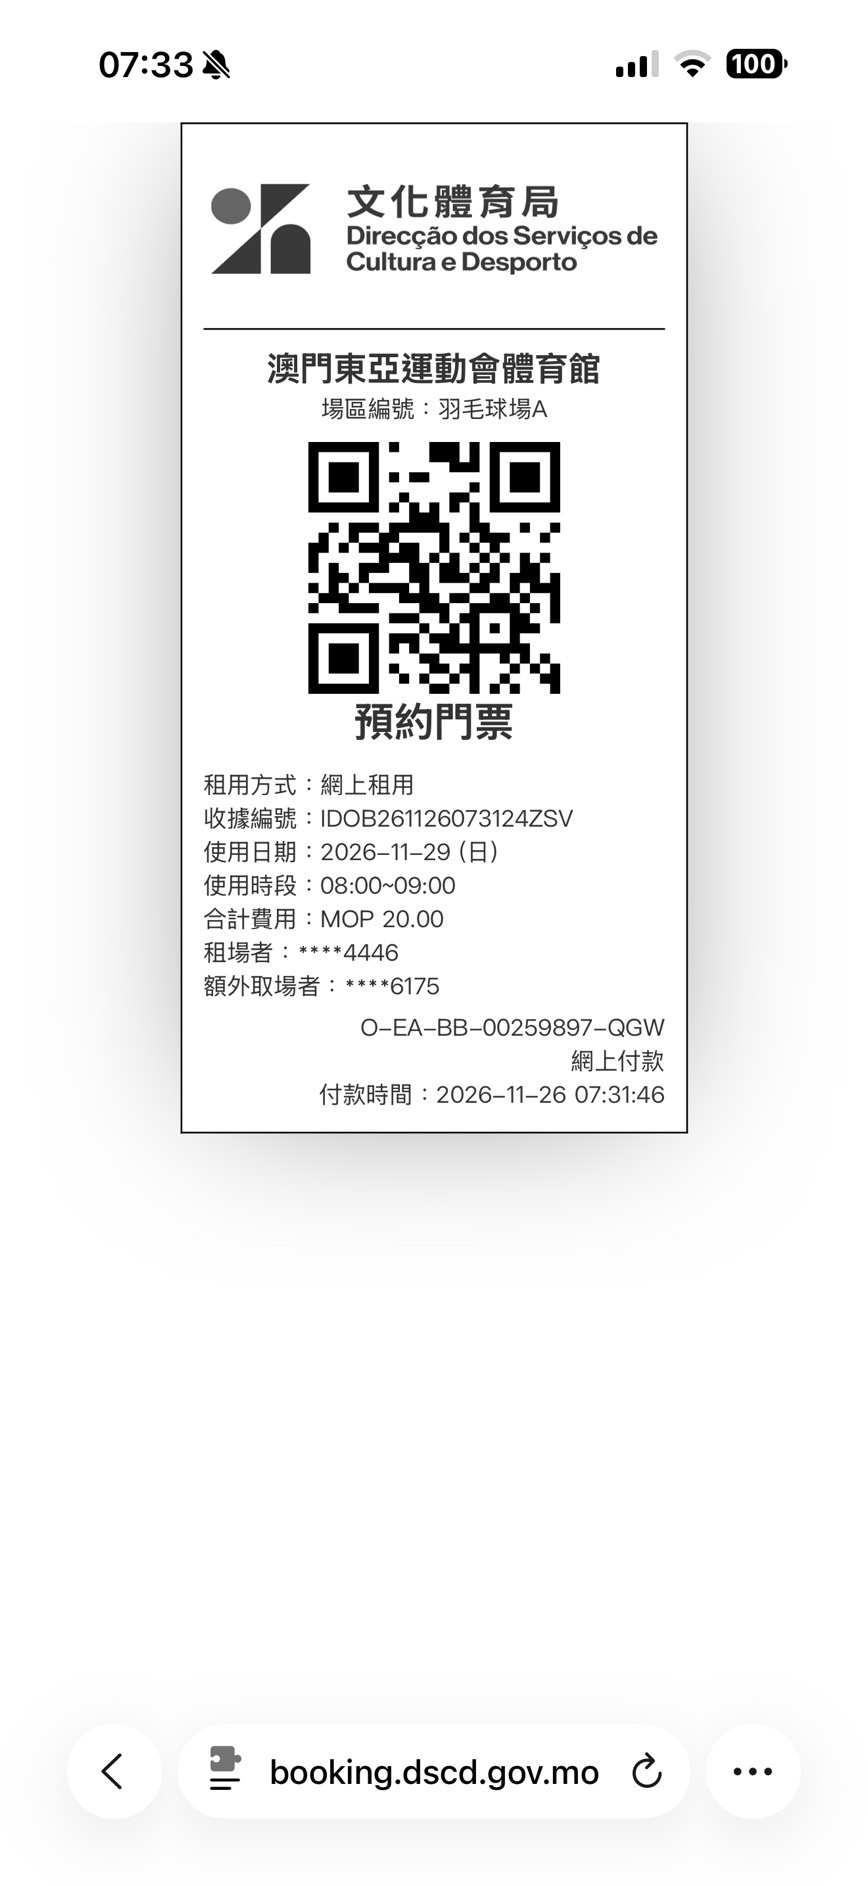 07:33
100
文化體育局
Direcção dos Serviços de
Cultura e Desporto
澳門東亞運動會體育館
場區編號：羽毛球場A
預約門票
租用方式：網上租用
收據編號：IDOB261126073124ZSV
使用日期：2026–11–29 (日)
使用時段：08:00~09:00
合計費用：MOP 20.00
租場者：****4446
額外取場者：****6175
O–EA–BB–00259897–QGW
網上付款
付款時間：2026–11–26 07:31:46
booking.dscd.gov.mo